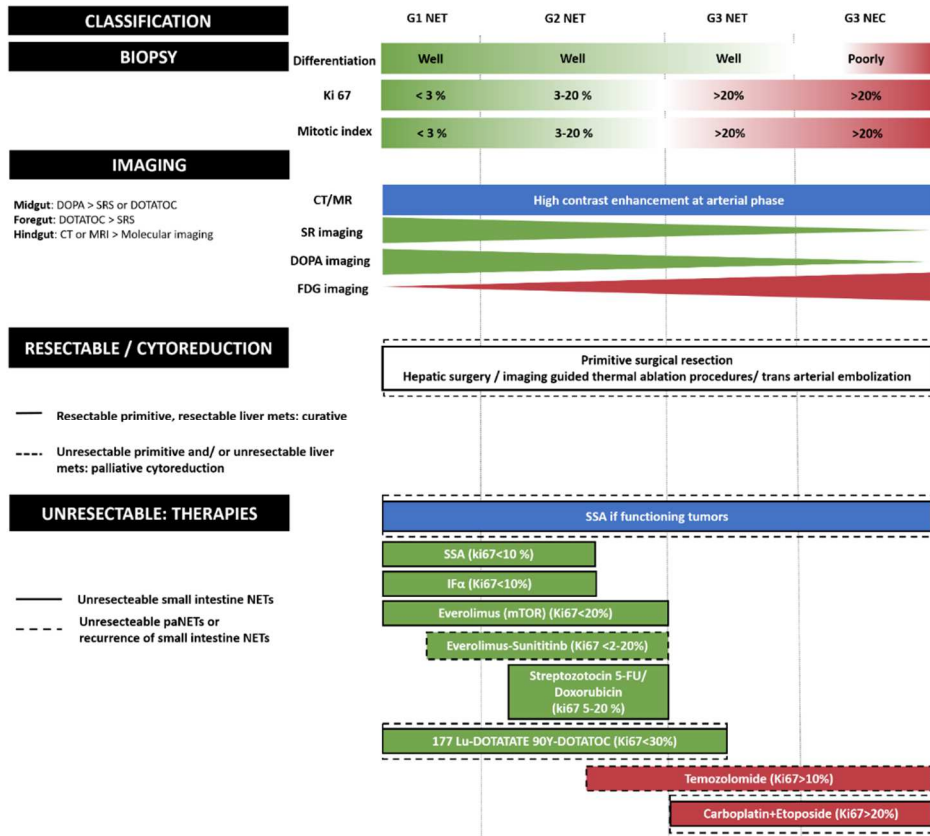 CLASSIFICATION
G1 NET G2 NET G3 NET G3 NEC
BIOPSY
Differentiation Well Well Well Poorly
Ki 67 < 3 % 3-20 % >20% >20%
Mitotic index < 3 % 3-20 % >20% >20%
IMAGING
Midgut: DOPA > SRS or DOTATOC
Foregut: DOTATOC > SRS
Hindgut: CT or MRI > Molecular imaging
CT/MR High contrast enhancement at arterial phase
SR imaging
DOPA imaging
FDG imaging
RESECTABLE / CYTOREDUCTION
Primitive surgical resection
Hepatic surgery / imaging guided thermal ablation procedures/ trans arterial embolization
Resectable primitive, resectable liver mets: curative
Unresectable primitive and/ or unresectable liver
mets: palliative cytoreduction
UNRESECTABLE: THERAPIES
SSA if functioning tumors
SSA (ki67<10 %)
IFα (Ki67<10%)
Unresecteable small intestine NETs
Unresecteable paNETs or
recurrence of small intestine NETs
Everolimus (mTOR) (Ki67<20%)
Everolimus-Sunititinb (Ki67 <2-20%)
Streptozotocin 5-FU/
Doxorubicin
(ki67 5-20 %)
177 Lu-DOTATATE 90Y-DOTATOC (Ki67<30%)
Temozolomide (Ki67>10%)
Carboplatin+Etoposide (Ki67>20%)